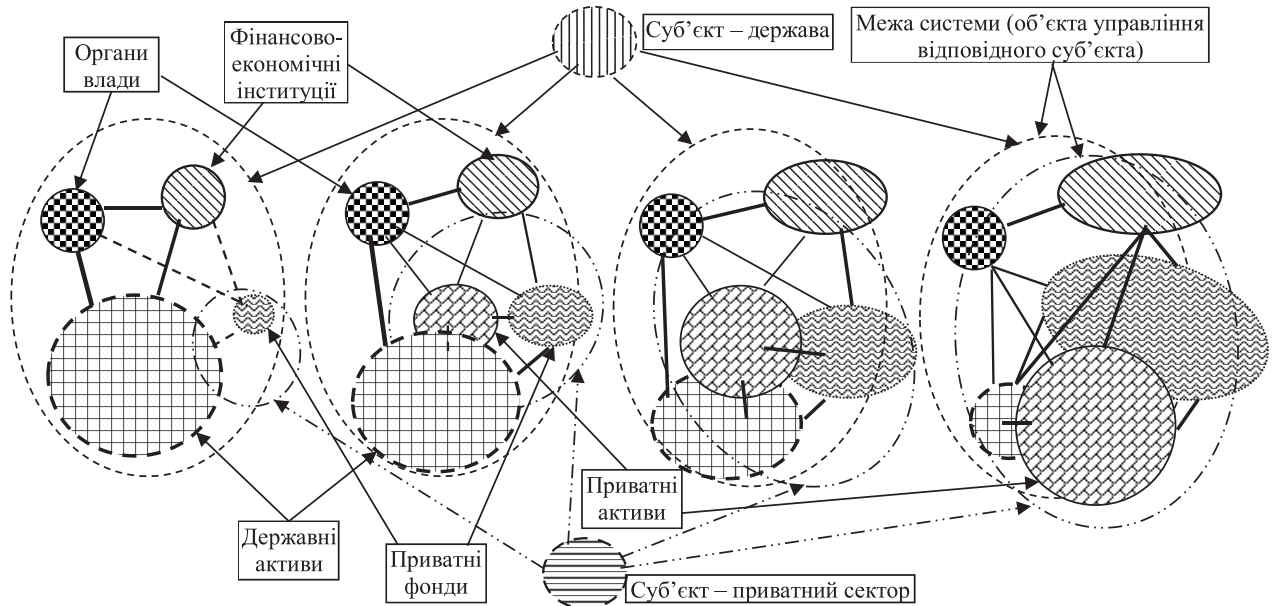 Органи
влади
Фінансово-
економічні
інституції
Суб’єкт – держава
Межа системи (об’єкта управління
відповідного суб’єкта)
Державні
активи
Приватні
фонди
Приватні
активи
Суб’єкт – приватний сектор